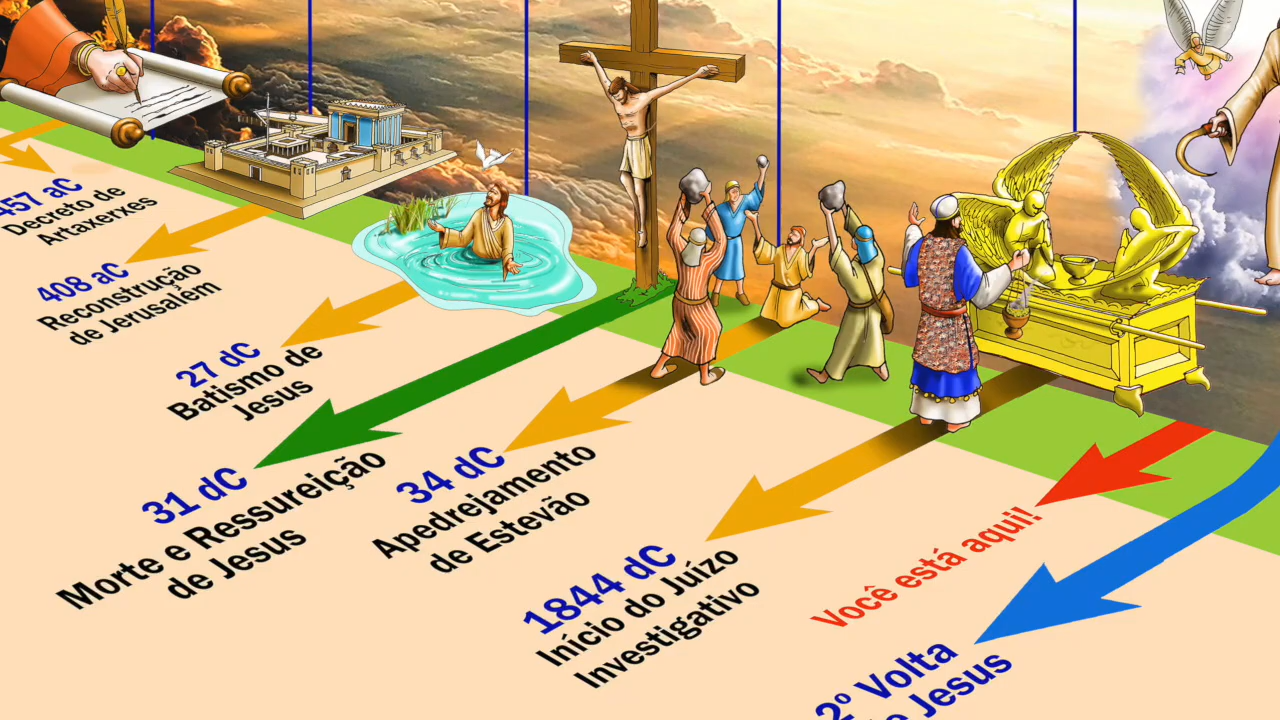 457 aC
Decreto de
Artaxerxes
408 aC
Reconstrução
de Jerusalém
27 dC
Batismo de
Jesus
31 dC
Morte e Ressureição
de Jesus
34 dC
Apedrejamento
de Estevão
1844 dC
Início do Juízo
Investigativo
Você está aqui!
2º Volta
de Jesus